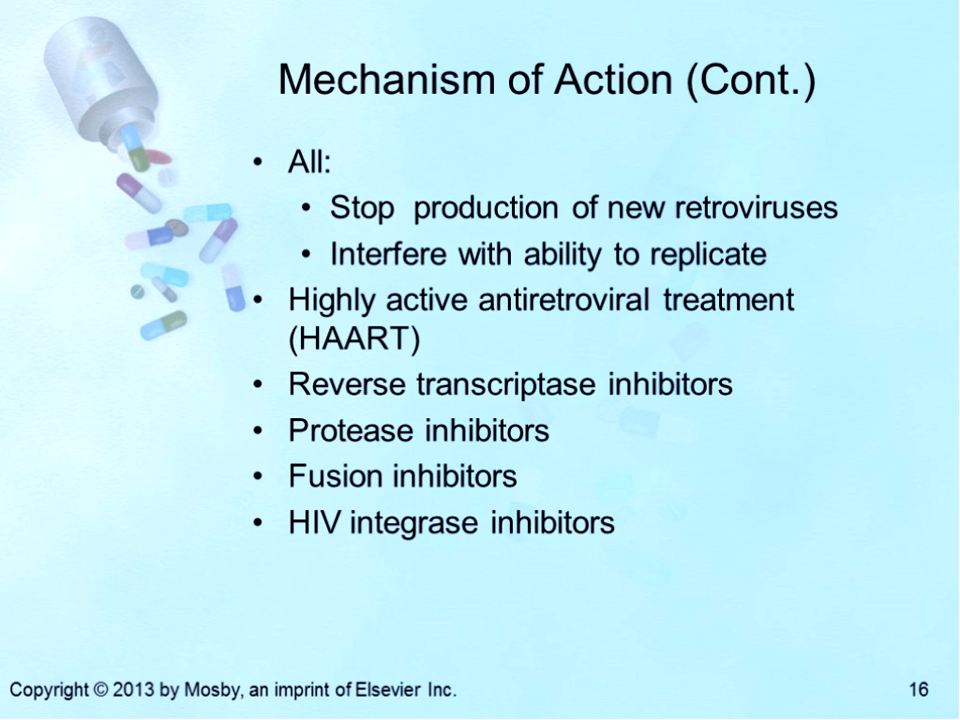 Mechanism of Action (Cont.)
• All:
• Stop production of new retroviruses
• Interfere with ability to replicate
• Highly active antiretroviral treatment
(HAART)
• Reverse transcriptase inhibitors
• Protease inhibitors
• Fusion inhibitors
• HIV integrase inhibitors
Copyright © 2013 by Mosby, an imprint of Elsevier Inc.
16